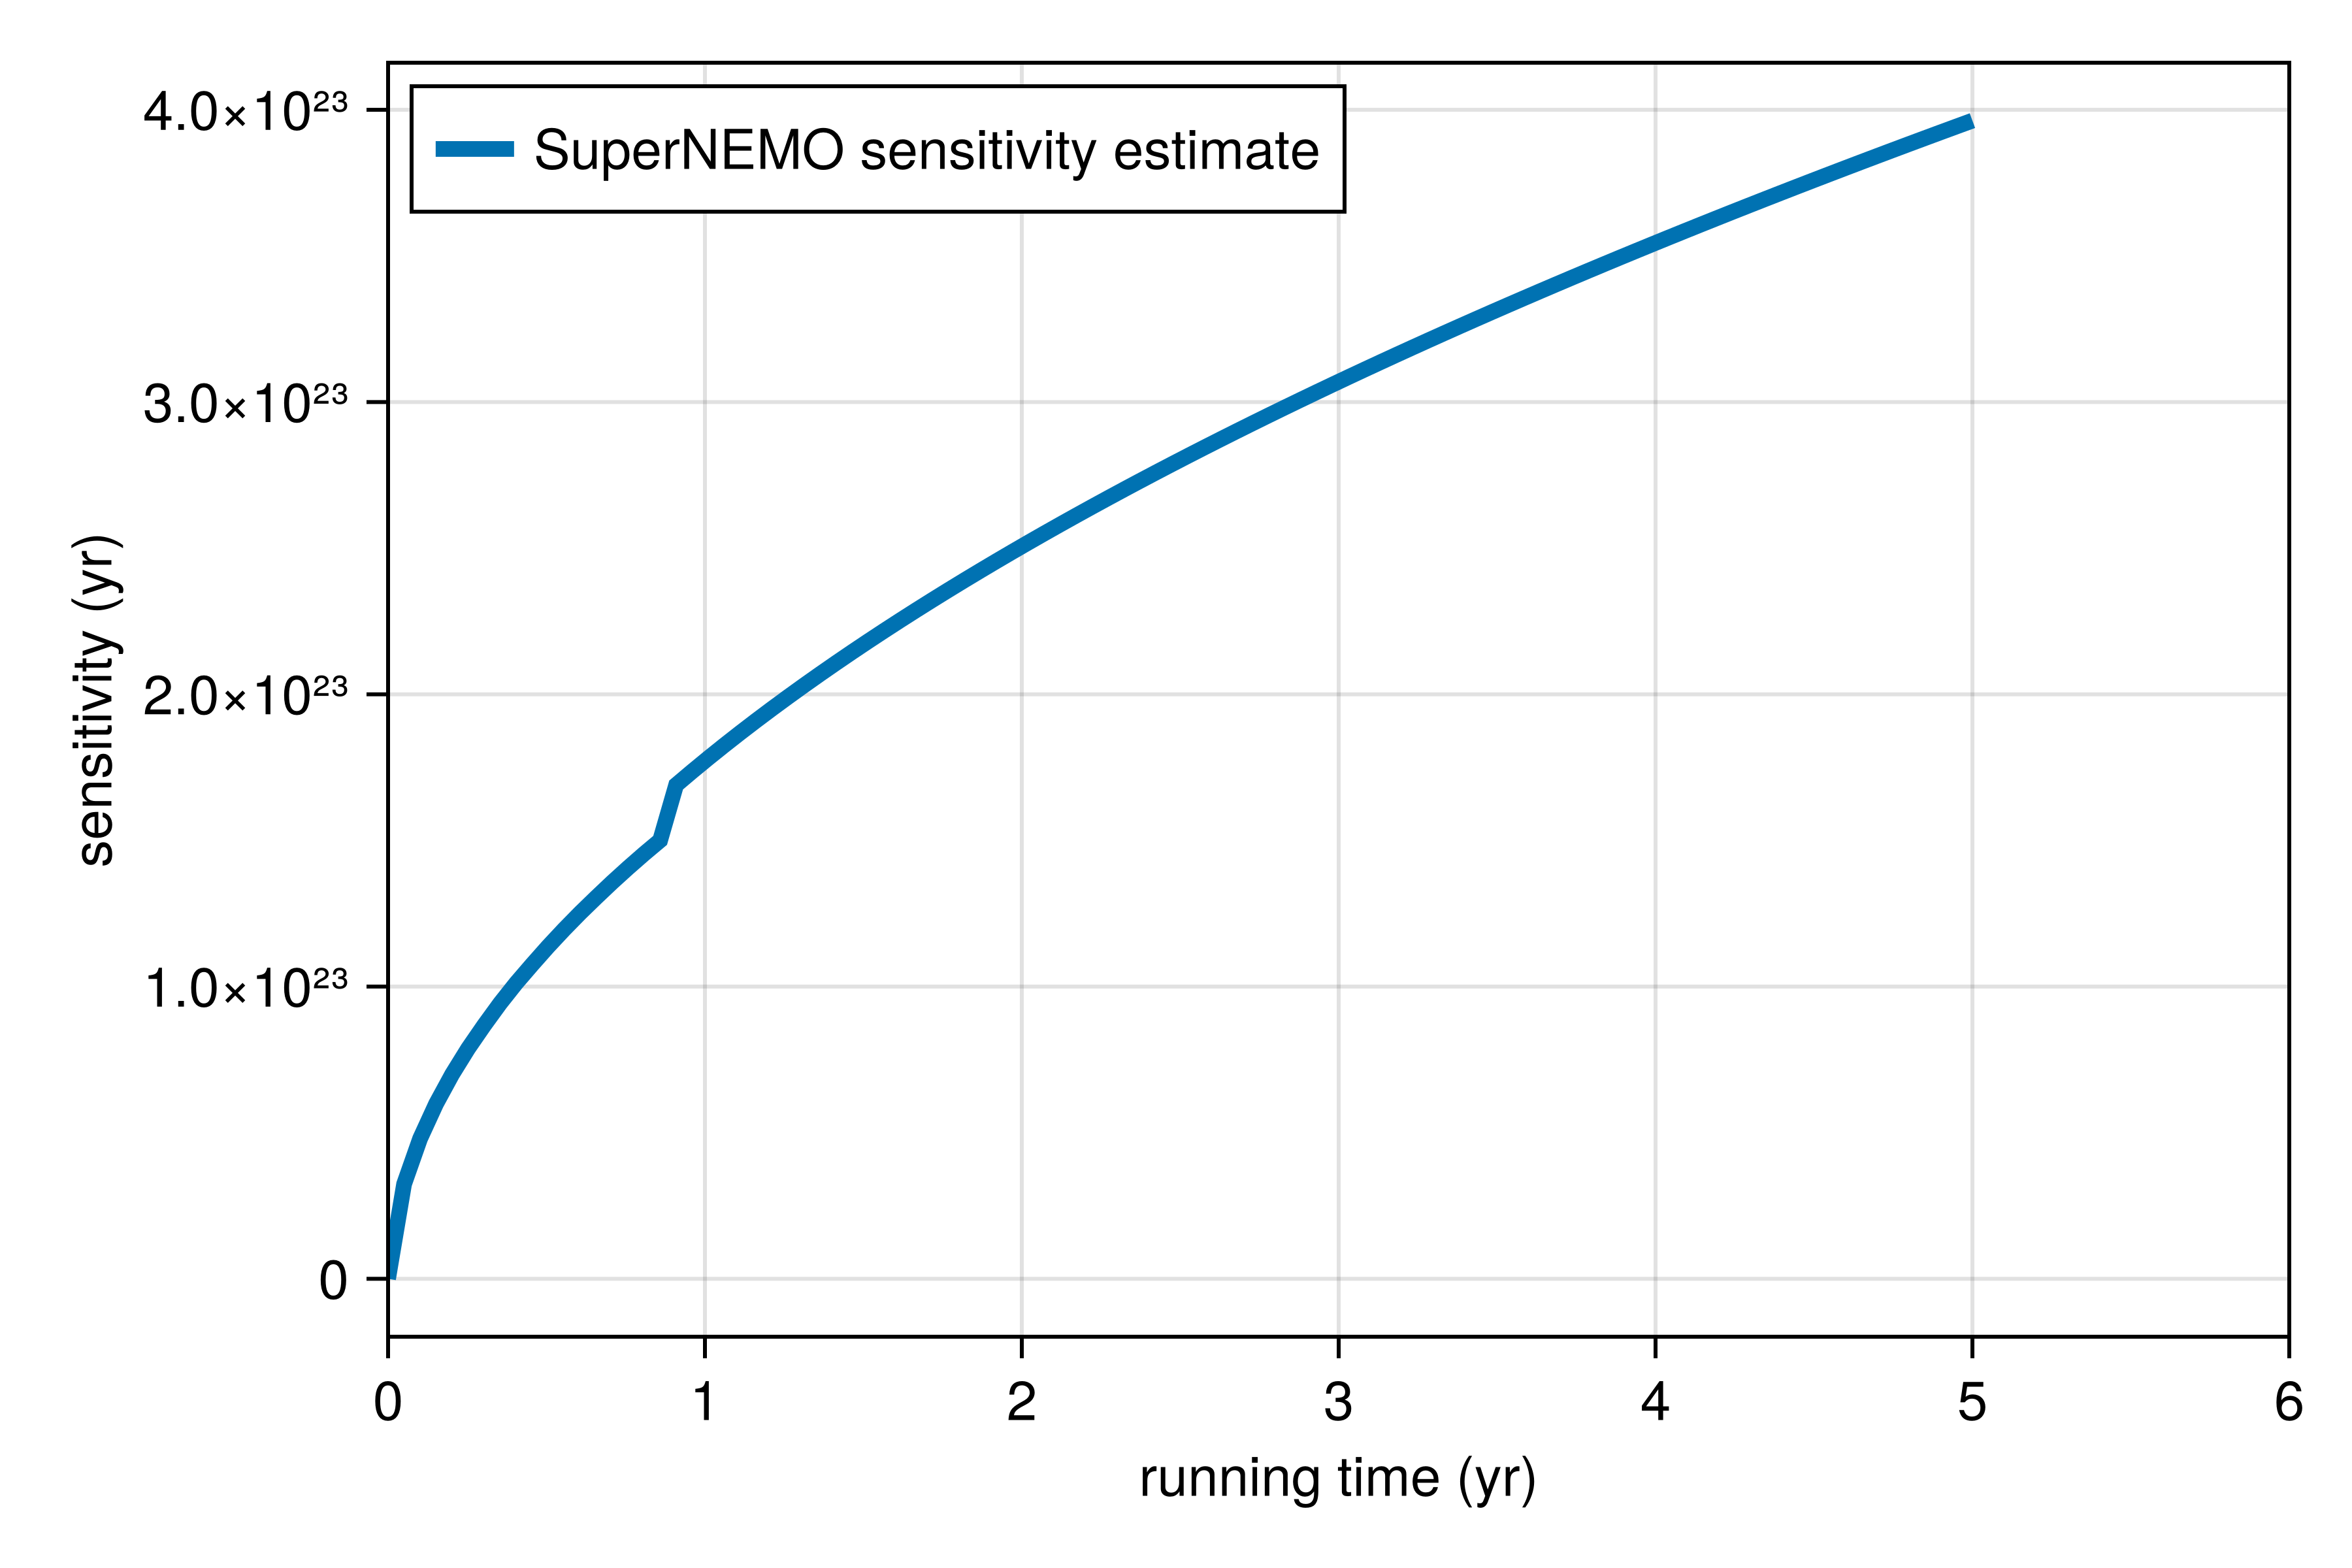 SuperNEMO sensitivity estimate
4.0×10²³
3.0×10²³
2.0×10²³
1.0×10²³
0
sensitivity (yr)
0 1 2 3 4 5 6
running time (yr)